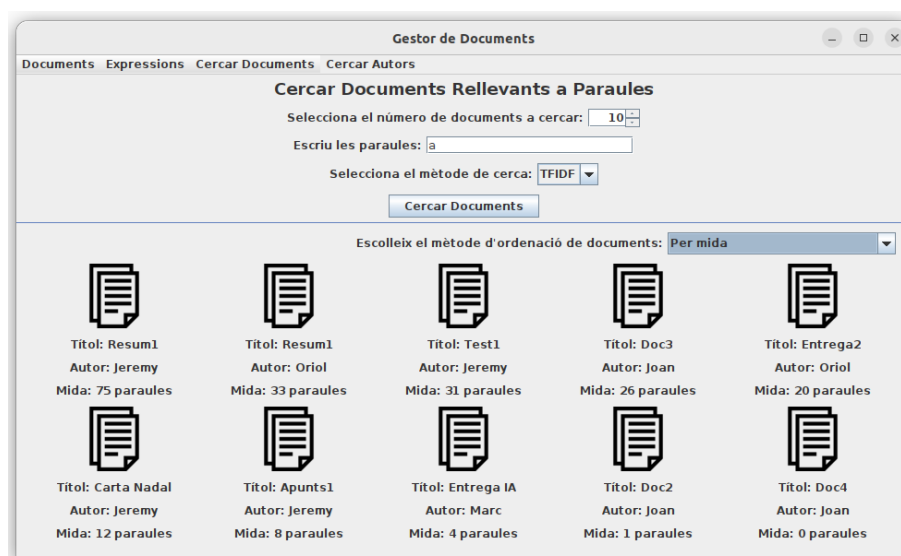 Gestor de Documents
Documents Expressions Cercar Documents Cercar Autors
Cercar Documents Rellevants a Paraules
Selecciona el número de documents a cercar: 10
Escriu les paraules: a
Selecciona el mètode de cerca: TFIDF
Cercar Documents
Escolleix el mètode d'ordenació de documents: Per mida
Títol: Resum1 Títol: Resum1 Títol: Test1 Títol: Doc3 Títol: Entrega2
Autor: Jeremy Autor: Oriol Autor: Jeremy Autor: Joan Autor: Oriol
Mida: 75 paraules Mida: 33 paraules Mida: 31 paraules Mida: 26 paraules Mida: 20 paraules
Títol: Carta Nadal Títol: Apunts1 Títol: Entrega IA Títol: Doc2 Títol: Doc4
Autor: Jeremy Autor: Jeremy Autor: Marc Autor: Joan Autor: Joan
Mida: 12 paraules Mida: 8 paraules Mida: 4 paraules Mida: 1 paraules Mida: 0 paraules